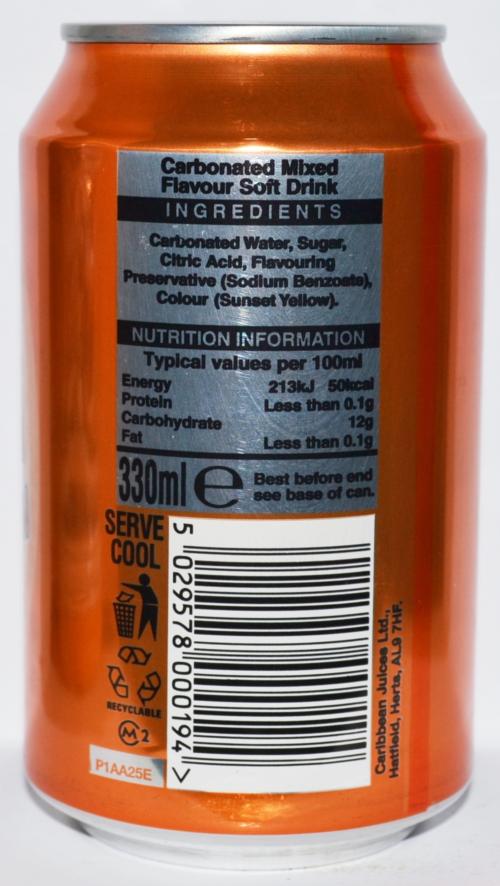 Carbonated Mixed
Flavour Soft Drink
INGREDIENTS
Carbonated Water, Sugar,
Citric Acid, Flavouring
Preservative (Sodium Benzoate),
Colour (Sunset Yellow).
NUTRITION INFORMATION
Typical values per 100ml
Energy 213kJ 50kcal
Protein Less than 0.1g
Carbohydrate 12g
Fat Less than 0.1g
330ml e Best before end
see base of can.
SERVE
COOL
RECYCLABLE
M 2
P1AA25E
5 029578 000194 >
Caribbean Juices Ltd.,
Hatfield, Herts, AL9 7HF.